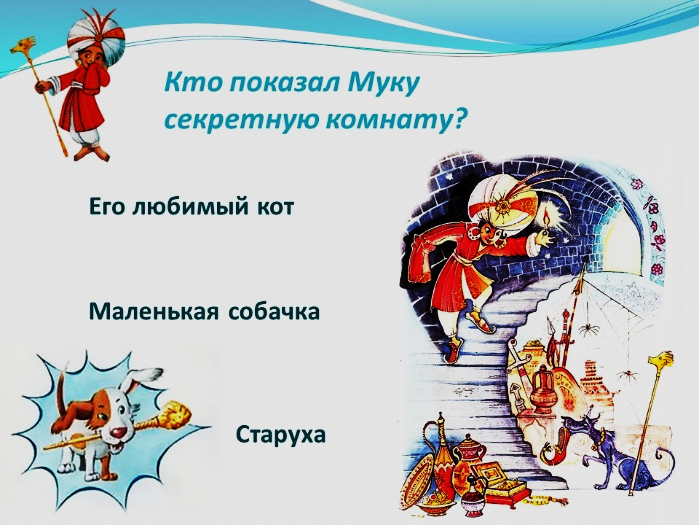 Кто показал Муку
секретную комнату?
Его любимый кот
Маленькая собачка
Старуха